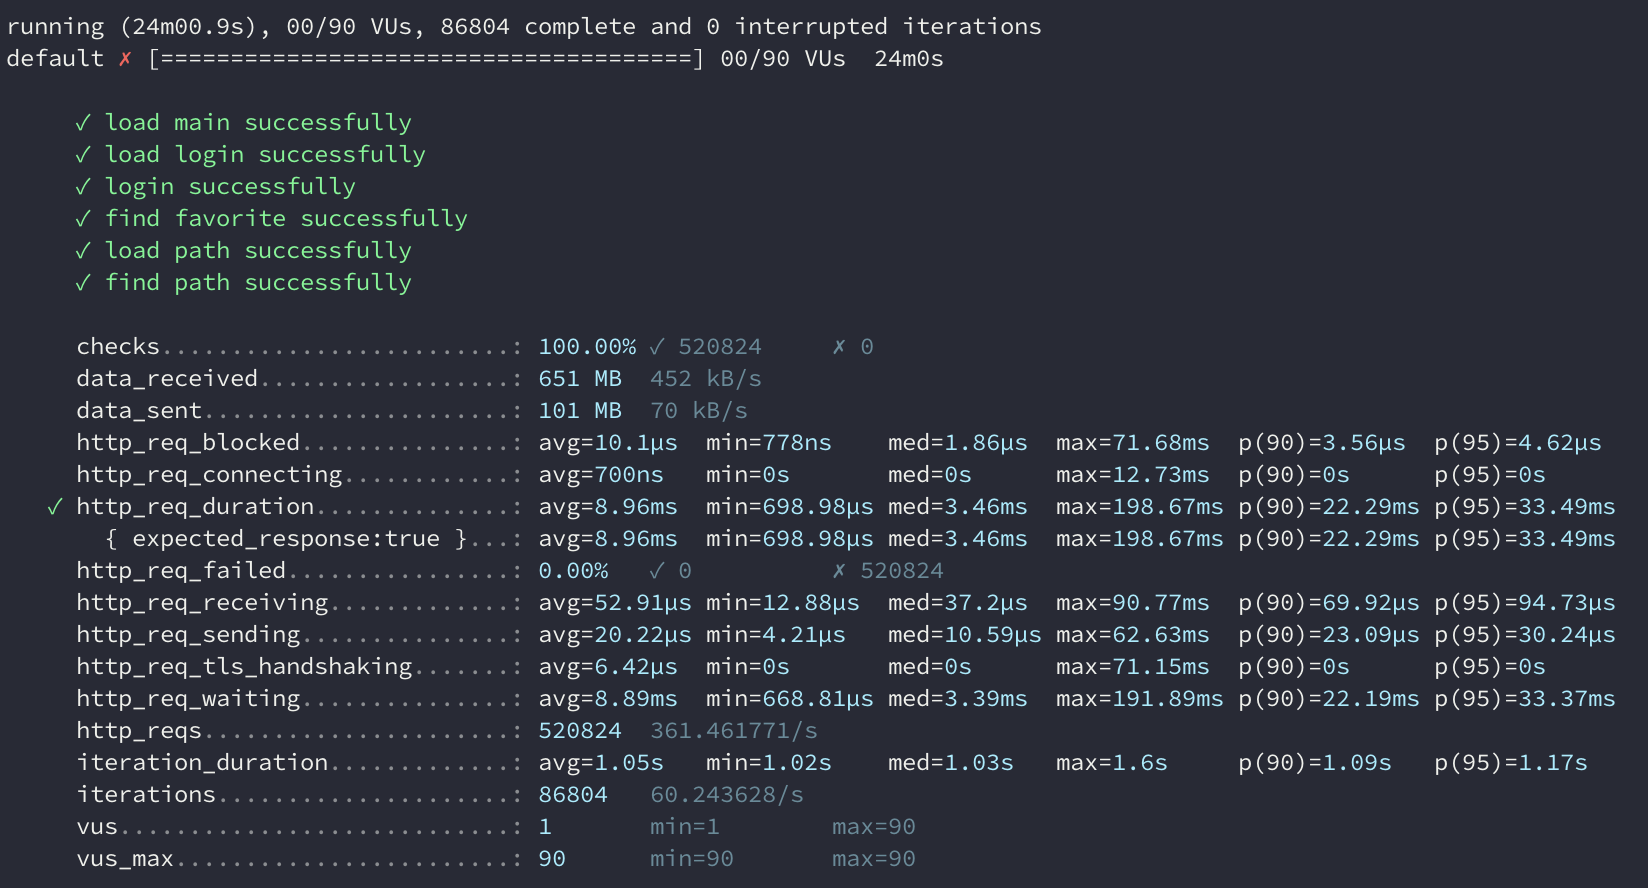 running (24m00.9s), 00/90 VUs, 86804 complete and 0 interrupted iterations
default ✗ [======================================] 00/90 VUs  24m0s
✓ load main successfully
✓ load login successfully
✓ login successfully
✓ find favorite successfully
✓ load path successfully
✓ find path successfully
checks.........................: 100.00% ✓ 520824     ✗ 0
data_received..................: 651 MB  452 kB/s
data_sent......................: 101 MB  70 kB/s
http_req_blocked...............: avg=10.1µs  min=778ns    med=1.86µs  max=71.68ms  p(90)=3.56µs  p(95)=4.62µs
http_req_connecting............: avg=700ns   min=0s       med=0s      max=12.73ms  p(90)=0s      p(95)=0s
✓ http_req_duration..............: avg=8.96ms  min=698.98µs med=3.46ms  max=198.67ms p(90)=22.29ms p(95)=33.49ms
{ expected_response:true }...: avg=8.96ms  min=698.98µs med=3.46ms  max=198.67ms p(90)=22.29ms p(95)=33.49ms
http_req_failed................: 0.00%   ✓ 0          ✗ 520824
http_req_receiving.............: avg=52.91µs min=12.88µs  med=37.2µs  max=90.77ms  p(90)=69.92µs p(95)=94.73µs
http_req_sending...............: avg=20.22µs min=4.21µs   med=10.59µs max=62.63ms  p(90)=23.09µs p(95)=30.24µs
http_req_tls_handshaking.......: avg=6.42µs  min=0s       med=0s      max=71.15ms  p(90)=0s      p(95)=0s
http_req_waiting...............: avg=8.89ms  min=668.81µs med=3.39ms  max=191.89ms p(90)=22.19ms p(95)=33.37ms
http_reqs......................: 520824  361.461771/s
iteration_duration.............: avg=1.05s   min=1.02s    med=1.03s   max=1.6s     p(90)=1.09s   p(95)=1.17s
iterations.....................: 86804   60.243628/s
vus............................: 1       min=1        max=90
vus_max........................: 90      min=90       max=90